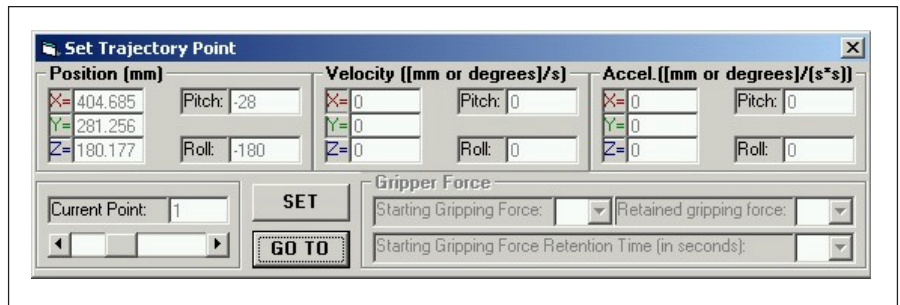 Set Trajectory Point
Position (mm)
X= 404.685
Pitch: -28
Y= 281.256
Z= 180.177
Roll: -180
Velocity ([mm or degrees]/s)
X= 0
Pitch: 0
Y= 0
Z= 0
Roll: 0
Accel.([mm or degrees]/(s*s))
X= 0
Pitch: 0
Y= 0
Z= 0
Roll: 0
Current Point: 1
SET
GO TO
Gripper Force
Starting Gripping Force:
Retained gripping force:
Starting Gripping Force Retention Time (in seconds):